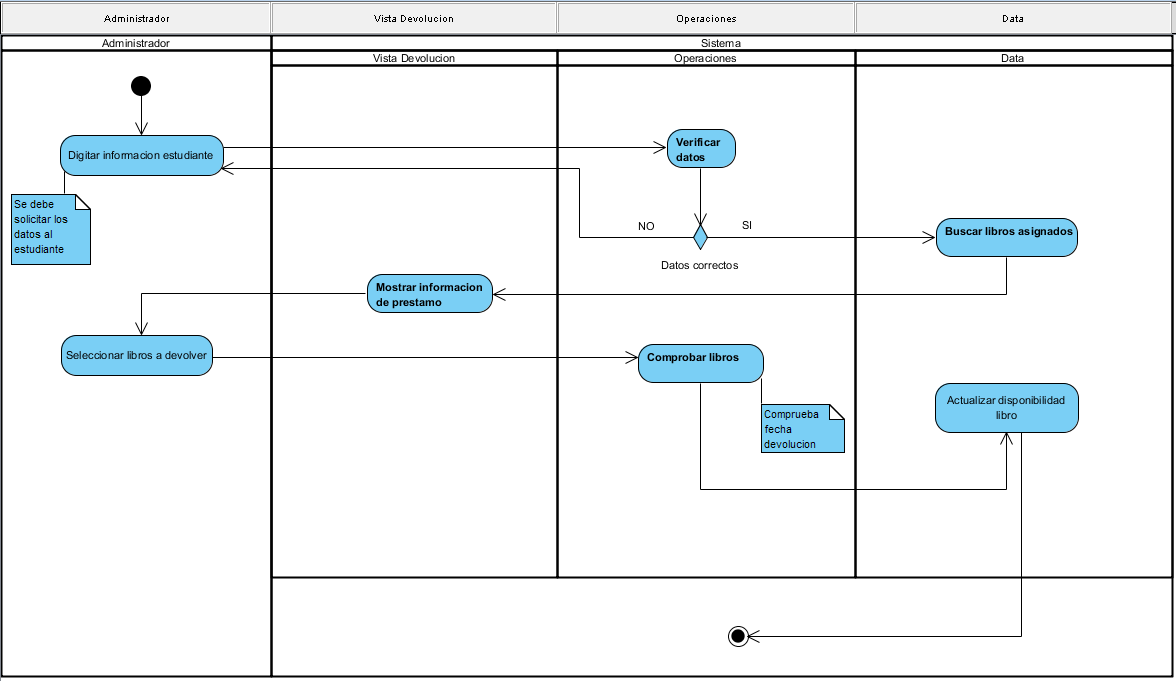 Administrador
Vista Devolucion
Operaciones
Data
Administrador
Sistema
Vista Devolucion
Operaciones
Data
Digitar informacion estudiante
Verificar
datos
Se debe
solicitar los
datos al
estudiante
NO
SI
Buscar libros asignados
Datos correctos
Mostrar informacion
de prestamo
Seleccionar libros a devolver
Comprobar libros
Comprueba
fecha
devolucion
Actualizar disponibilidad
libro